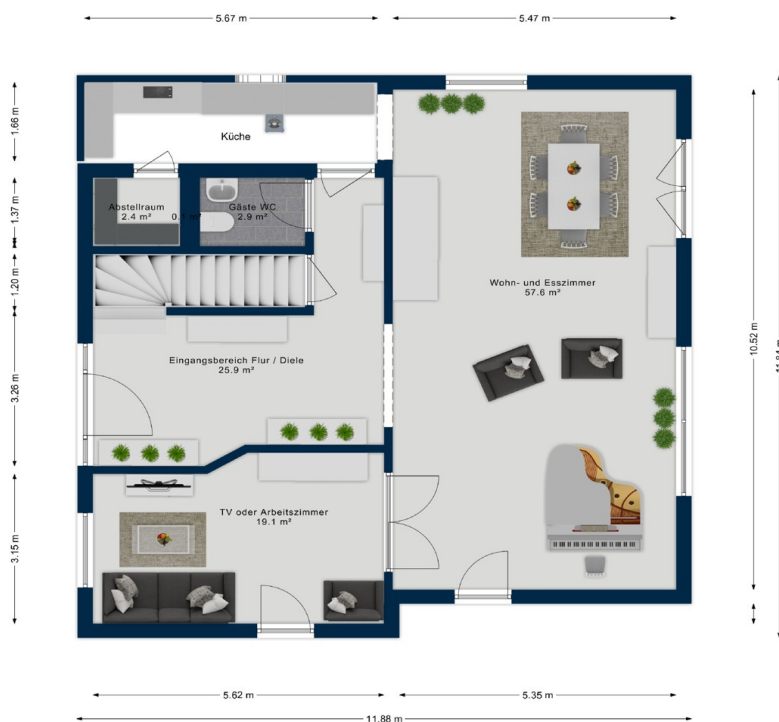 5.67 m
5.47 m
1.66 m
Küche
1.37 m
Abstellraum
2.4 m²
Gäste WC
2.9 m²
1.20 m
Wohn- und Esszimmer
57.6 m²
3.26 m
Eingangsbereich Flur / Diele
25.9 m²
10.52 m
3.15 m
TV oder Arbeitszimmer
19.1 m²
5.62 m
5.35 m
11.88 m